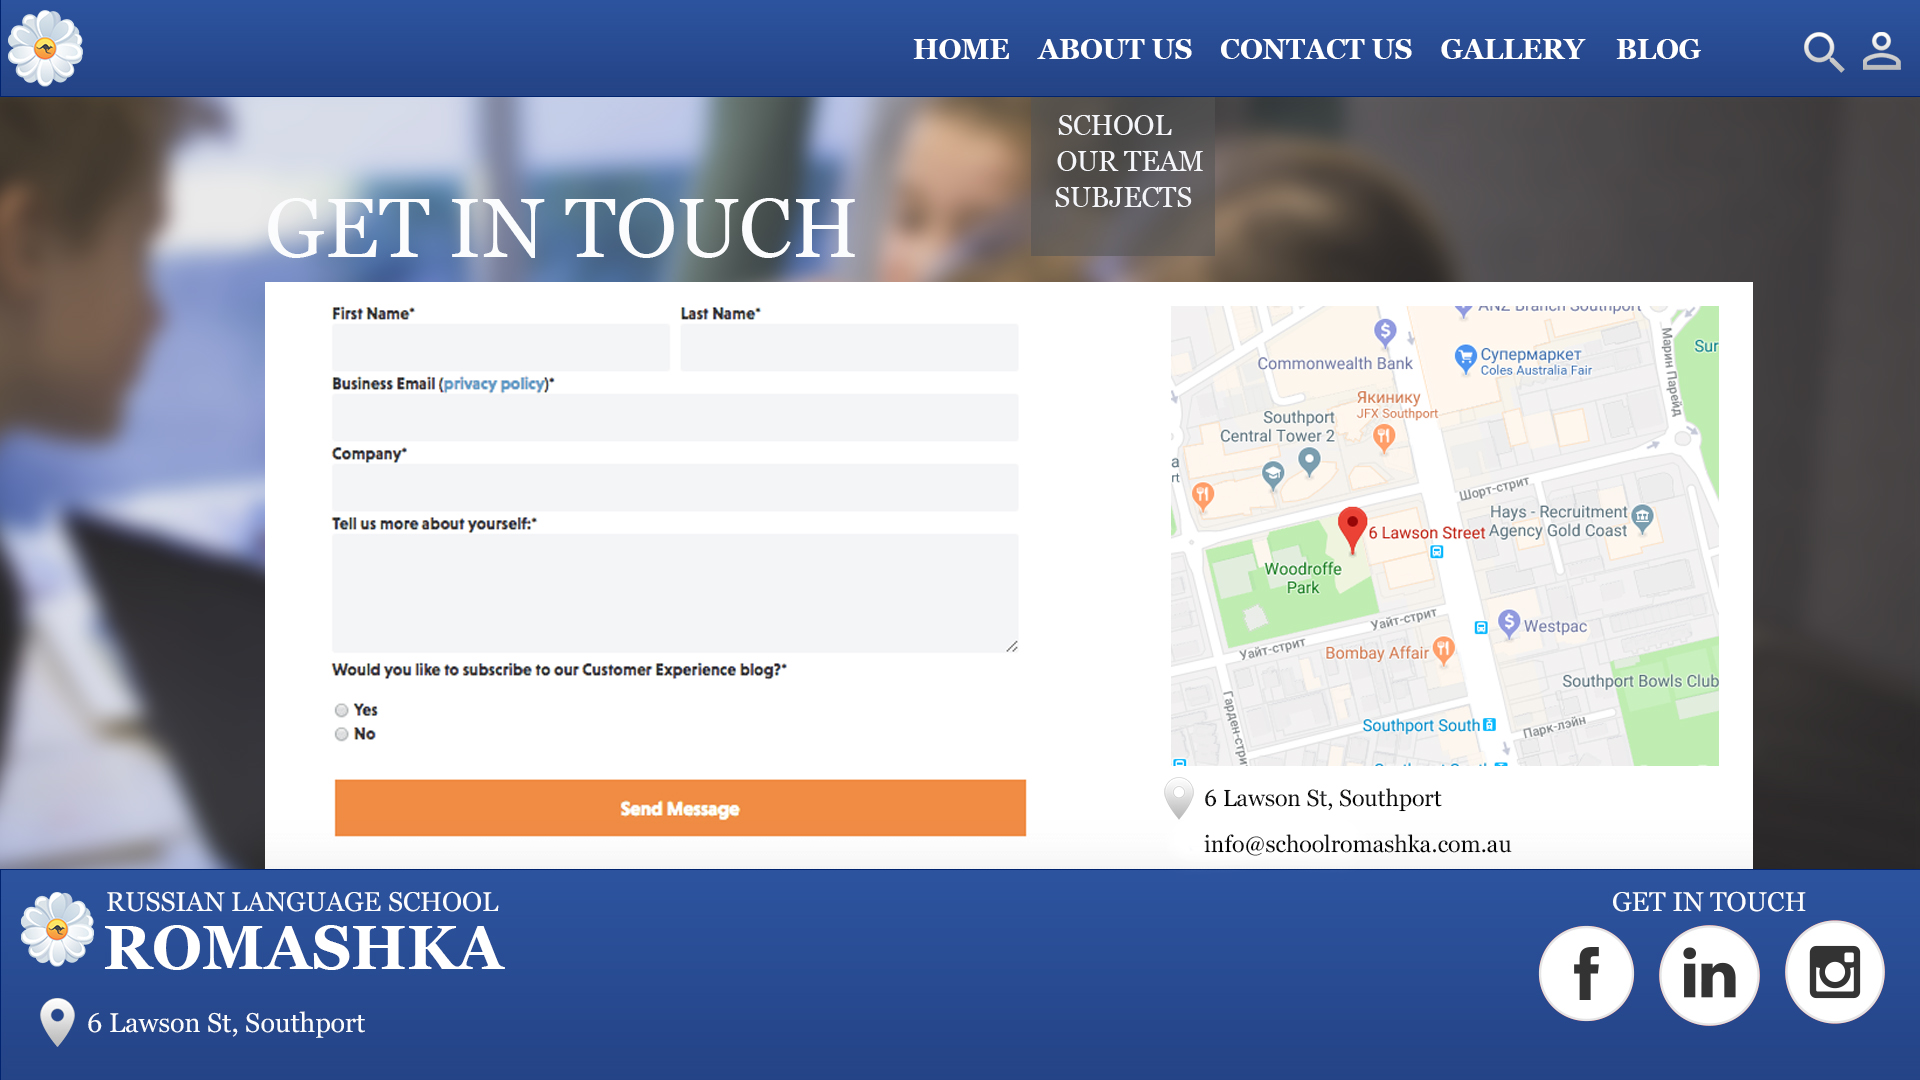 HOME ABOUT US CONTACT US GALLERY BLOG
SCHOOL
OUR TEAM
SUBJECTS
GET IN TOUCH
First Name* Last Name*
Business Email (privacy policy)*
Company*
Tell us more about yourself:*
Would you like to subscribe to our Customer Experience blog?*
Yes
No
Send Message
ANZ Branch Southport
Commonwealth Bank
Супермаркет
Coles Australia Fair
Sur
Марин Парейд
Якинику
JFX Southport
Southport
Central Tower 2
a
rt
Шорт-стрит
Hays - Recruitment
Agency Gold Coast
6 Lawson Street
Woodroffe
Park
Уайт-стрит
Уайт-стрит
Westpac
Bombay Affair
Southport Bowls Club
Гарден-стрит
Southport South
Парк-лэйн
6 Lawson St, Southport
info@schoolromashka.com.au
RUSSIAN LANGUAGE SCHOOL
ROMASHKA
6 Lawson St, Southport
GET IN TOUCH
f in